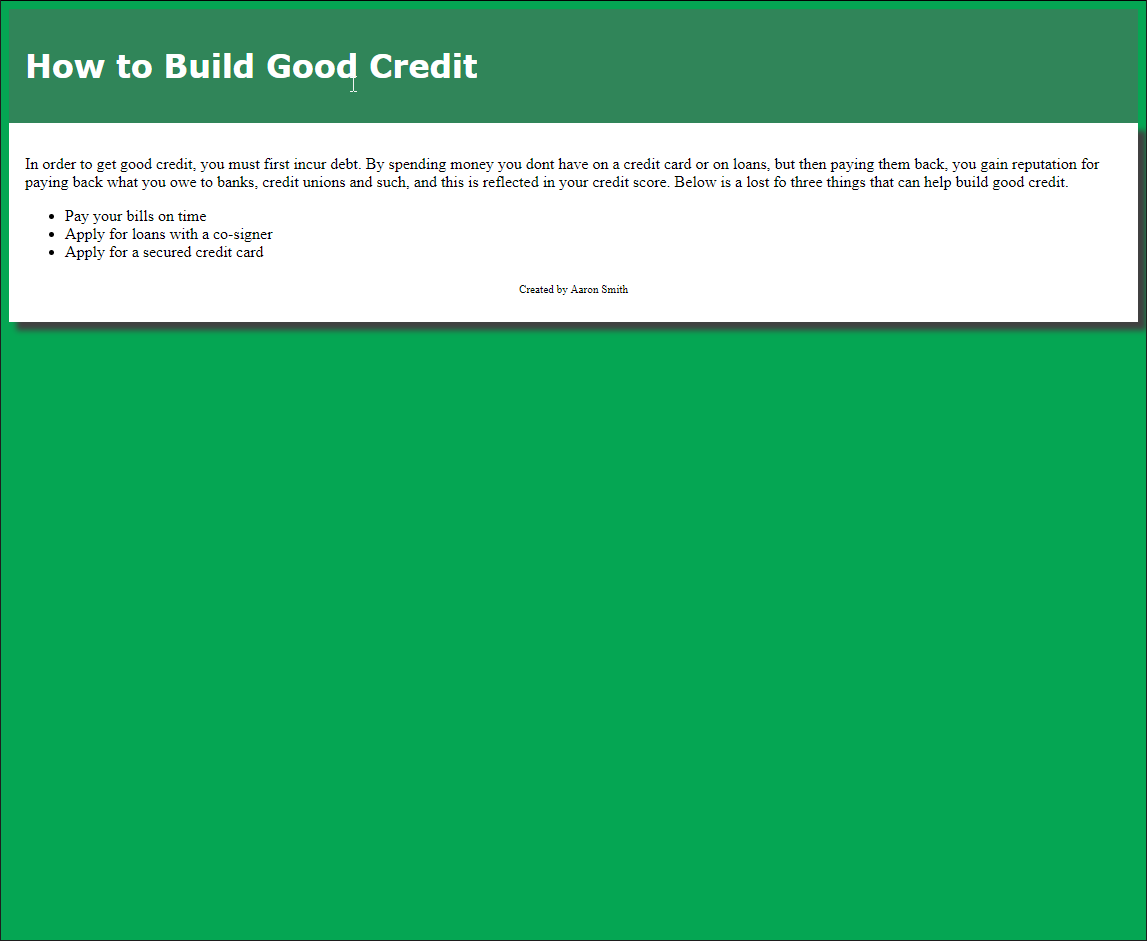 How to Build Good Credit
In order to get good credit, you must first incur debt. By spending money you dont have on a credit card or on loans, but then paying them back, you gain reputation for
paying back what you owe to banks, credit unions and such, and this is reflected in your credit score. Below is a lost fo three things that can help build good credit.
• Pay your bills on time
• Apply for loans with a co-signer
• Apply for a secured credit card
Created by Aaron Smith